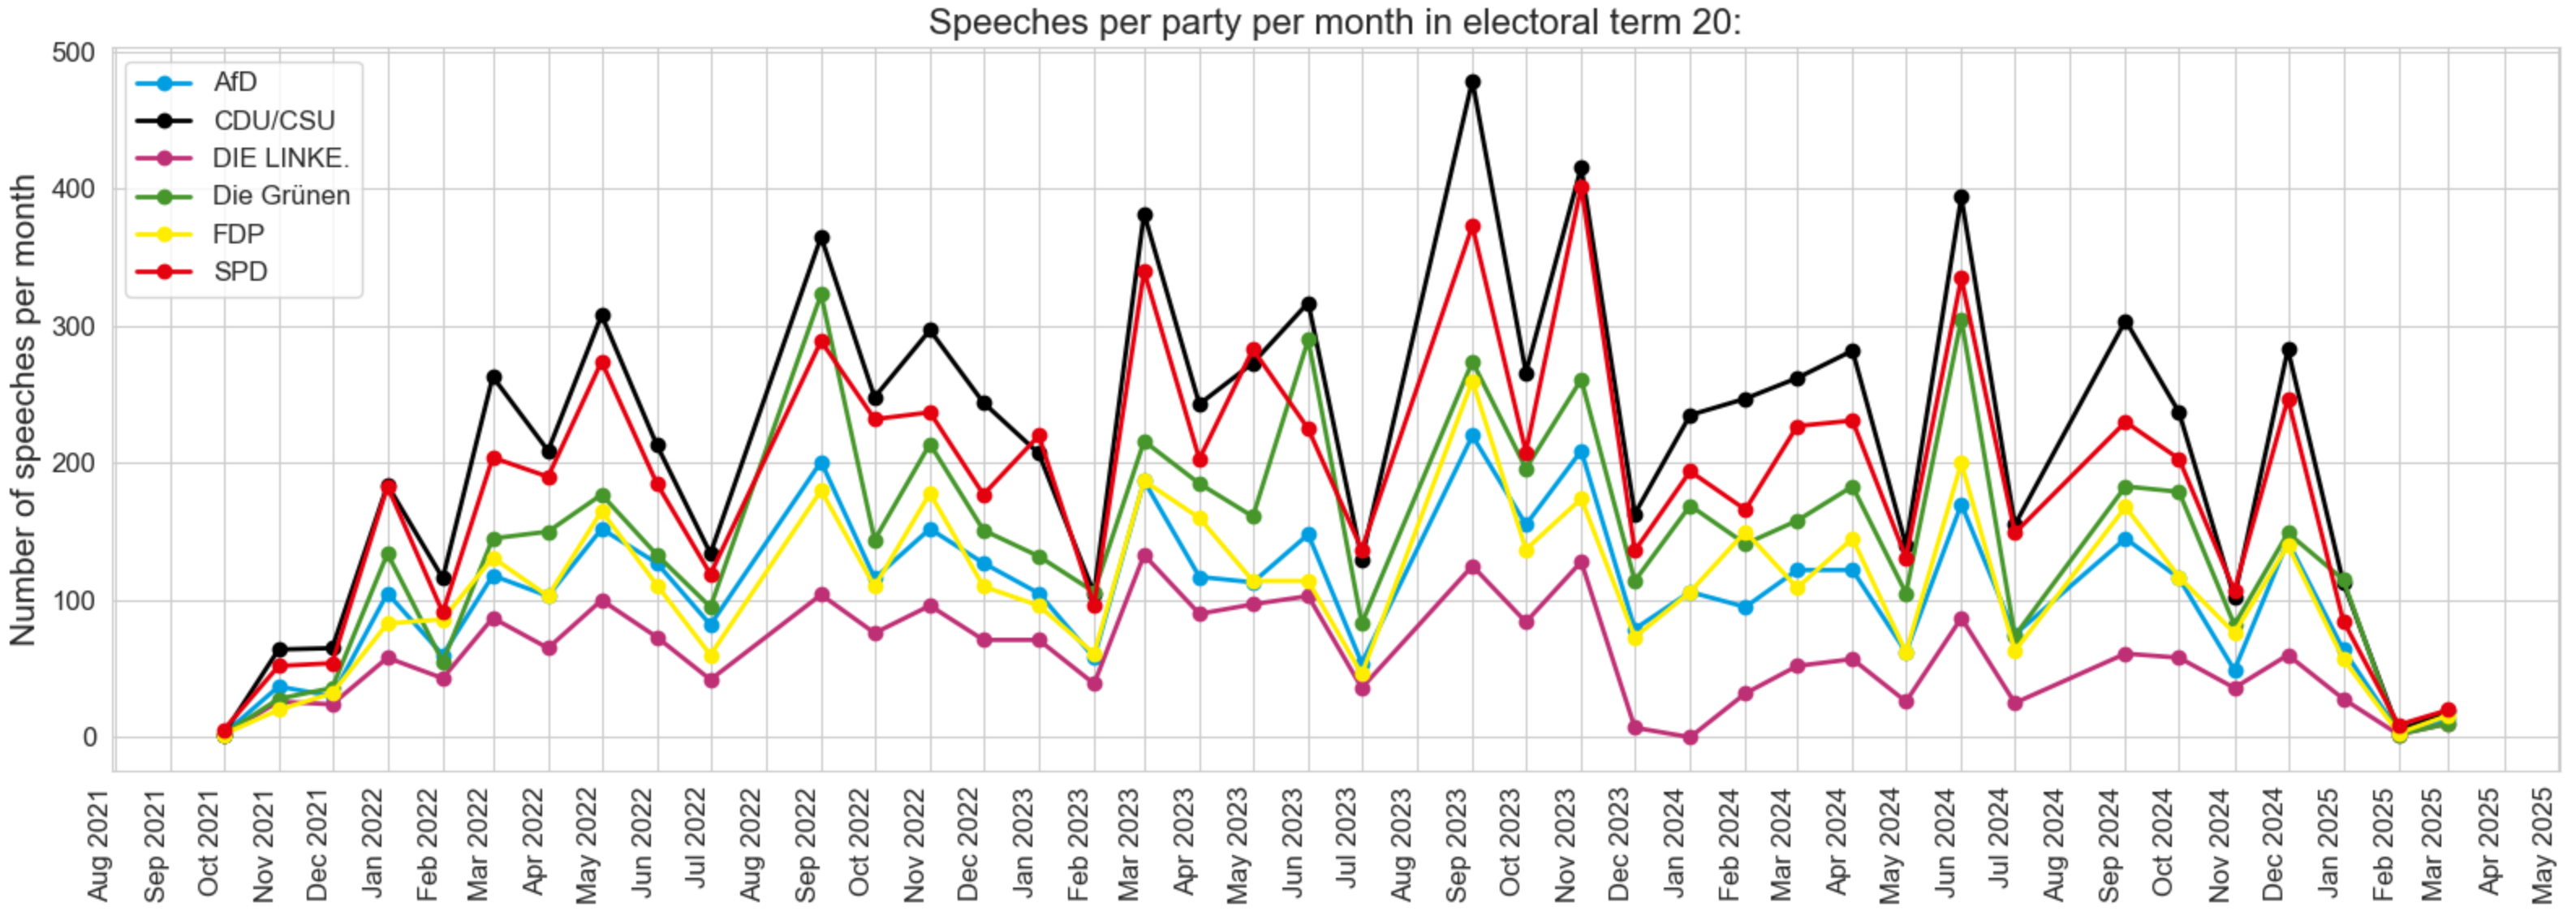 Speeches per party per month in electoral term 20:
Number of speeches per month
500
400
300
200
100
0
AfD
CDU/CSU
DIE LINKE.
Die Grünen
FDP
SPD
Aug 2021
Sep 2021
Oct 2021
Nov 2021
Dec 2021
Jan 2022
Feb 2022
Mar 2022
Apr 2022
May 2022
Jun 2022
Jul 2022
Aug 2022
Sep 2022
Oct 2022
Nov 2022
Dec 2022
Jan 2023
Feb 2023
Mar 2023
Apr 2023
May 2023
Jun 2023
Jul 2023
Aug 2023
Sep 2023
Oct 2023
Nov 2023
Dec 2023
Jan 2024
Feb 2024
Mar 2024
Apr 2024
May 2024
Jun 2024
Jul 2024
Aug 2024
Sep 2024
Oct 2024
Nov 2024
Dec 2024
Jan 2025
Feb 2025
Mar 2025
Apr 2025
May 2025